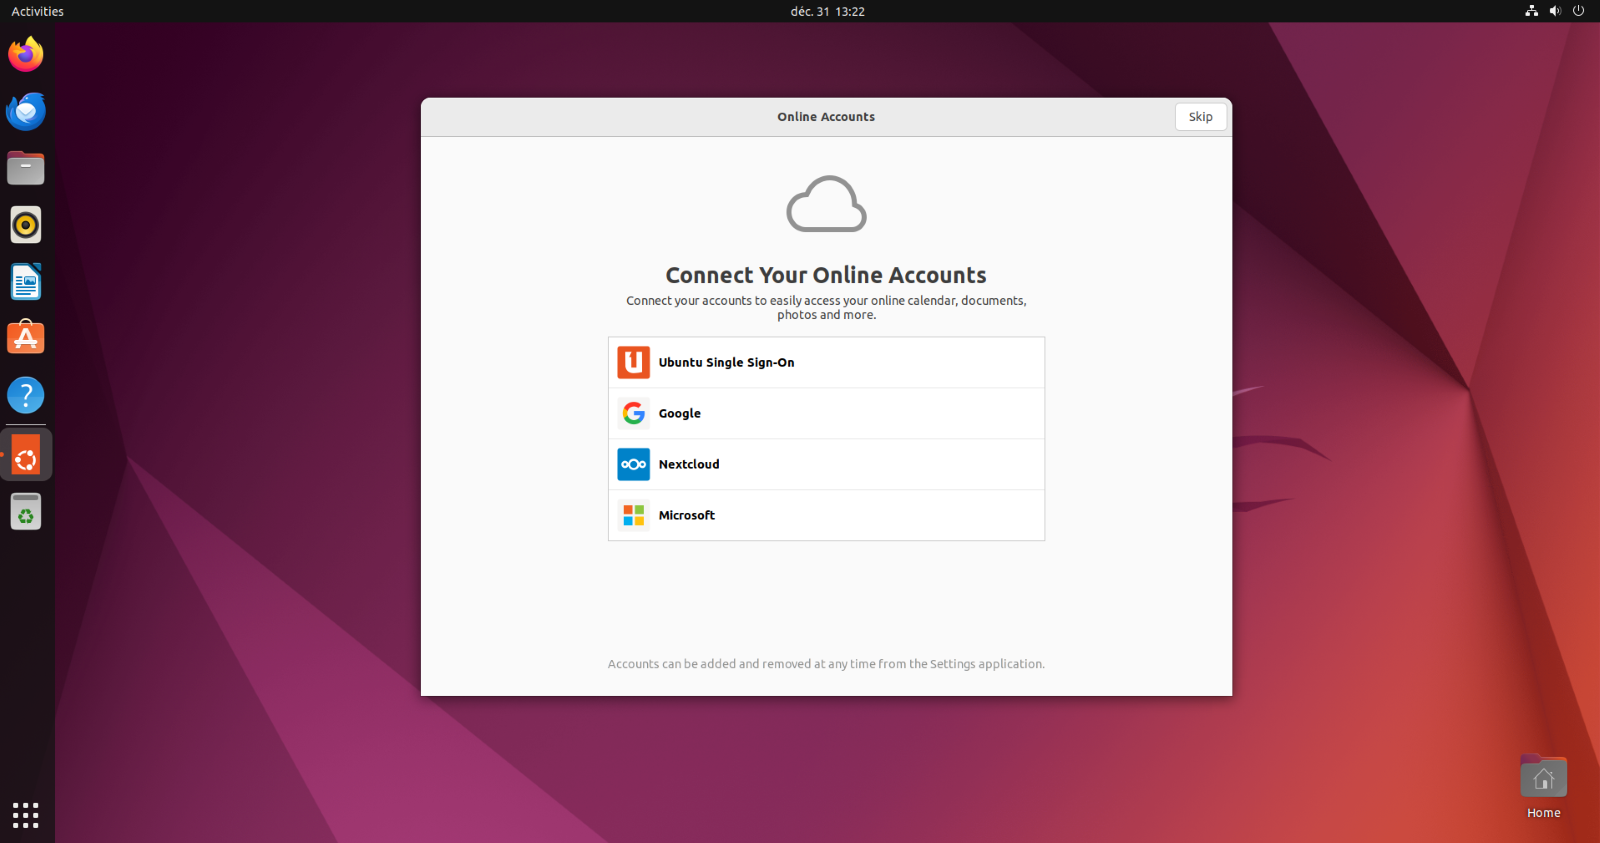 Activities
déc. 31 13:22
Online Accounts
Skip
Connect Your Online Accounts
Connect your accounts to easily access your online calendar, documents,
photos and more.
Ubuntu Single Sign-On
Google
Nextcloud
Microsoft
Accounts can be added and removed at any time from the Settings application.
Home